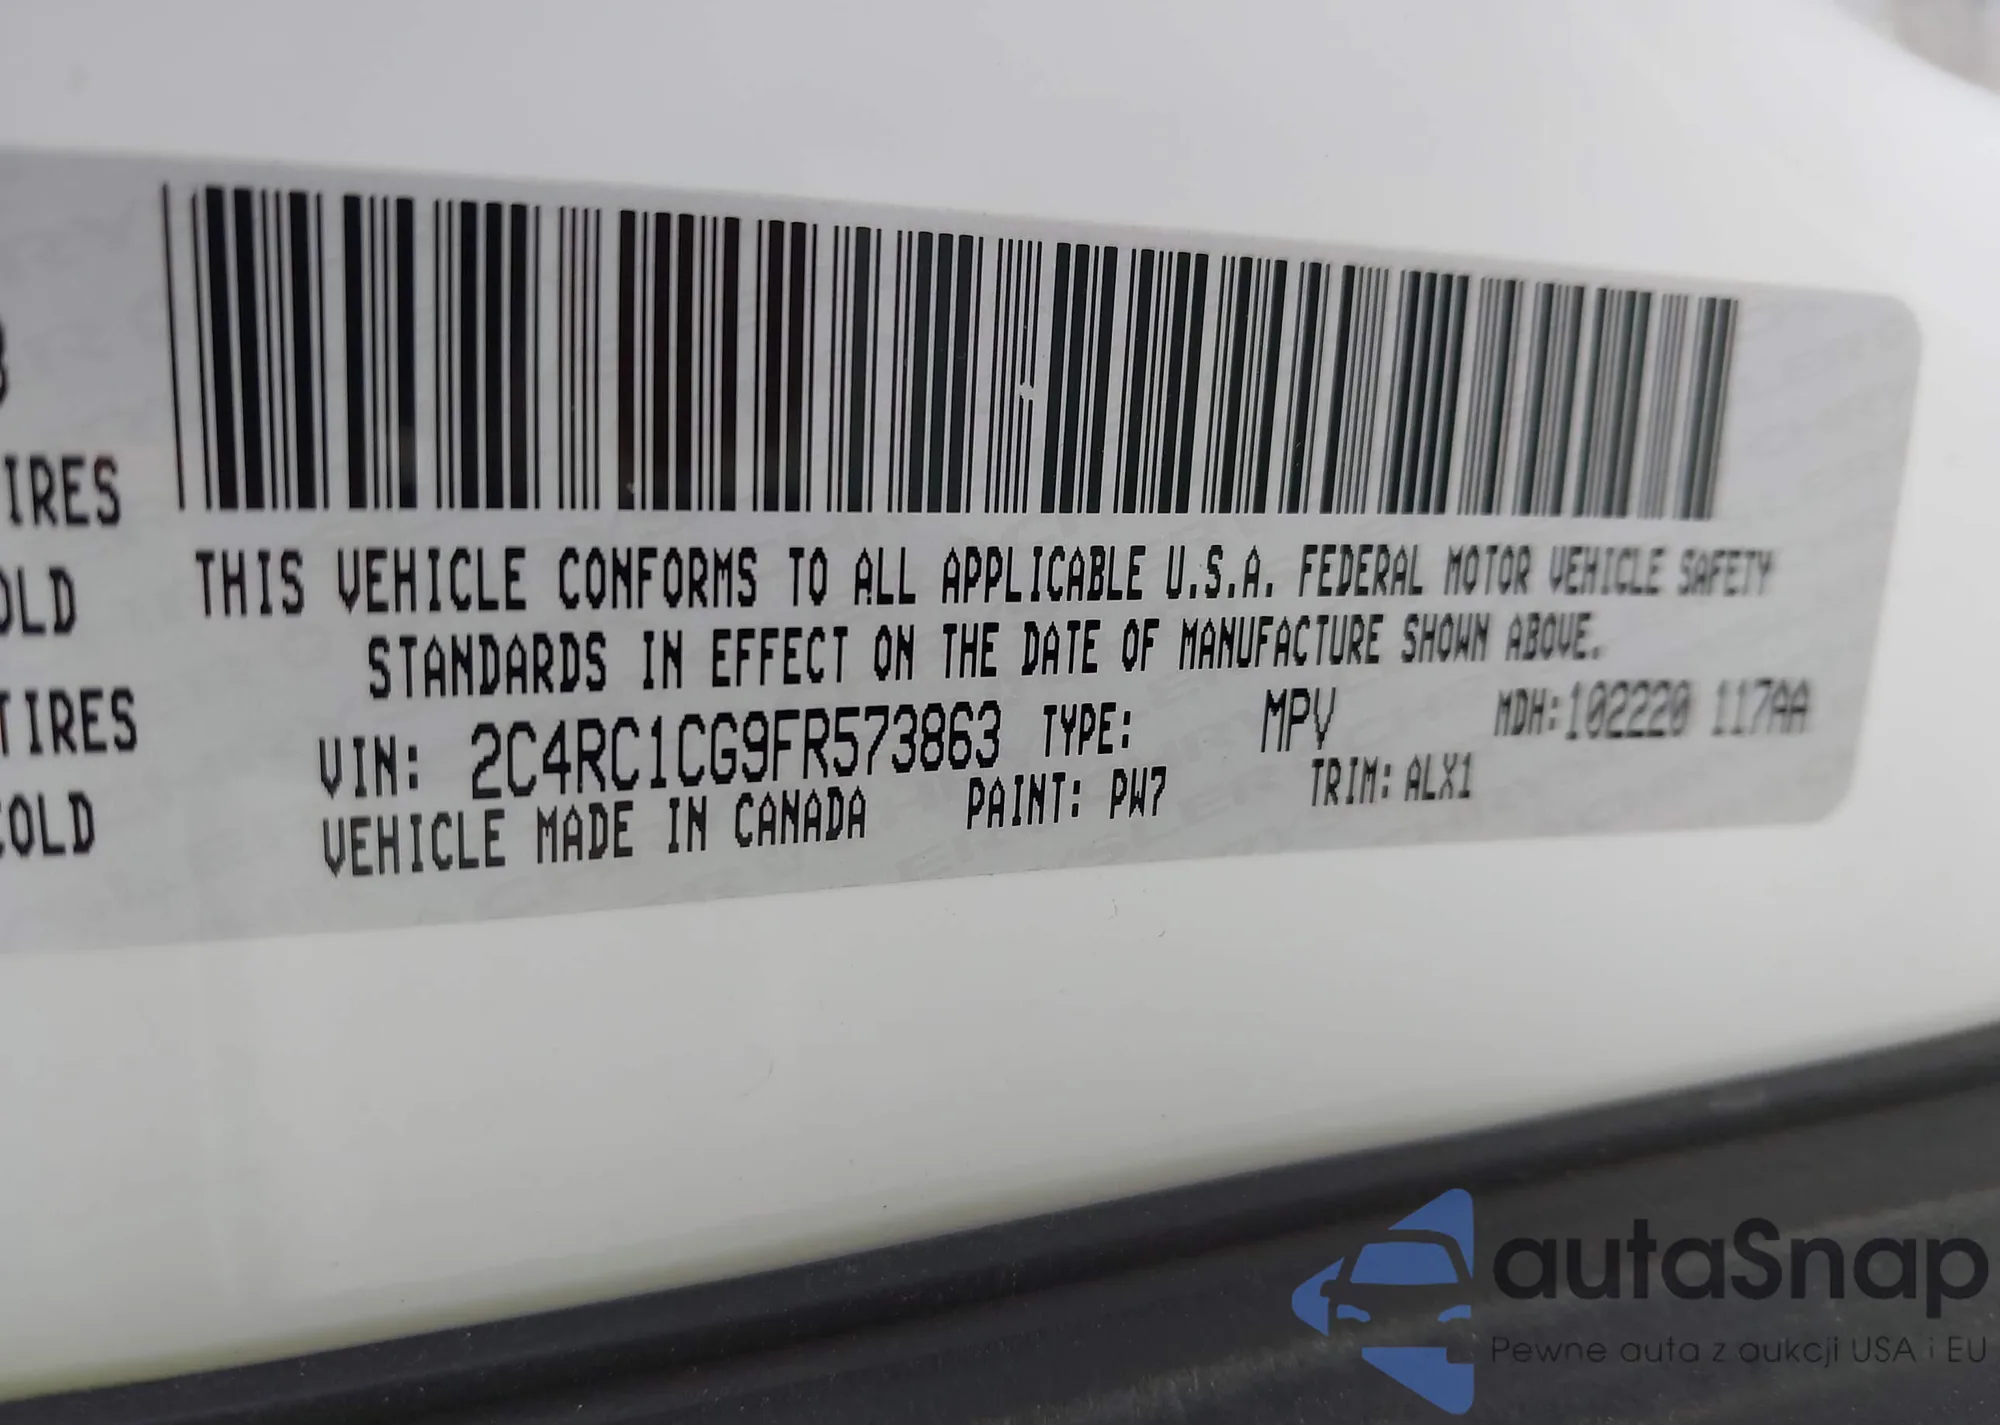 IRES
OLD
TIRES
COLD
THIS VEHICLE CONFORMS TO ALL APPLICABLE U.S.A. FEDERAL MOTOR VEHICLE SAFETY
STANDARDS IN EFFECT ON THE DATE OF MANUFACTURE SHOWN ABOVE.
VIN: 2C4RC1CG9FR573863 TYPE: MPV MDH:102220 117AA
VEHICLE MADE IN CANADA PAINT: PW7 TRIM: ALX1
autaSnap
Pewne auta z aukcji USA i EU